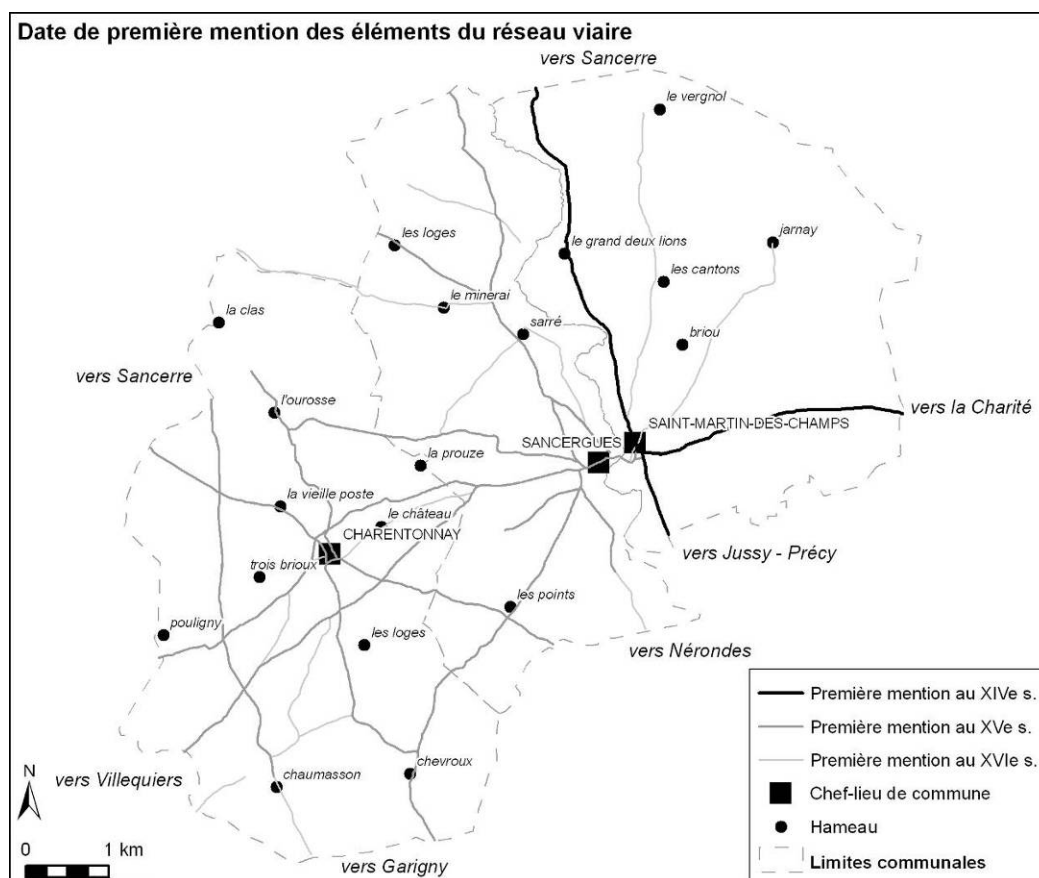 Date de première mention des éléments du réseau viaire
vers Sancerre
le vergnol
jarnay
les loges
le grand deux lions
les cantons
le minerai
la clas
sarré
briou
vers Sancerre
l'ourosse
vers la Charité
SAINT-MARTIN-DES-CHAMPS
SANCERGUES
la prouze
la vieille poste
le château
CHARENTONNAY
vers Jussy - Précy
trois brioux
les points
pouligny
les loges
vers Nérondes
Première mention au XIVe s.
Première mention au XVe s.
Première mention au XVIe s.
Chef-lieu de commune
Hameau
Limites communales
N
vers Villequiers
chaumasson
chevroux
0 1 km
vers Garigny